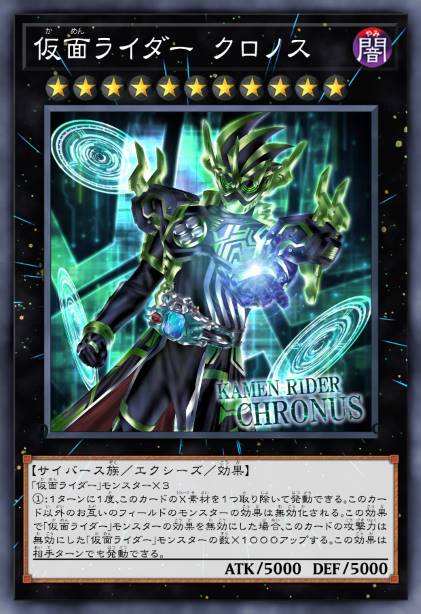 仮面ライダー クロノス
闇
KAMEN RIDER
CHRONUS
【サイバース族／エクシーズ／効果】
「仮面ライダー」モンスター×3
①:1ターンに1度、このカードのX素材を1つ取り除いて発動できる。このカー
ド以外のお互いのフィールドのモンスターの効果は無効化される。この効果
で「仮面ライダー」モンスターの効果を無効にした場合、このカードの攻撃力は
無効にした「仮面ライダー」モンスターの数×1000アップする。この効果は
相手ターンでも発動できる。
ATK/5000 DEF/5000